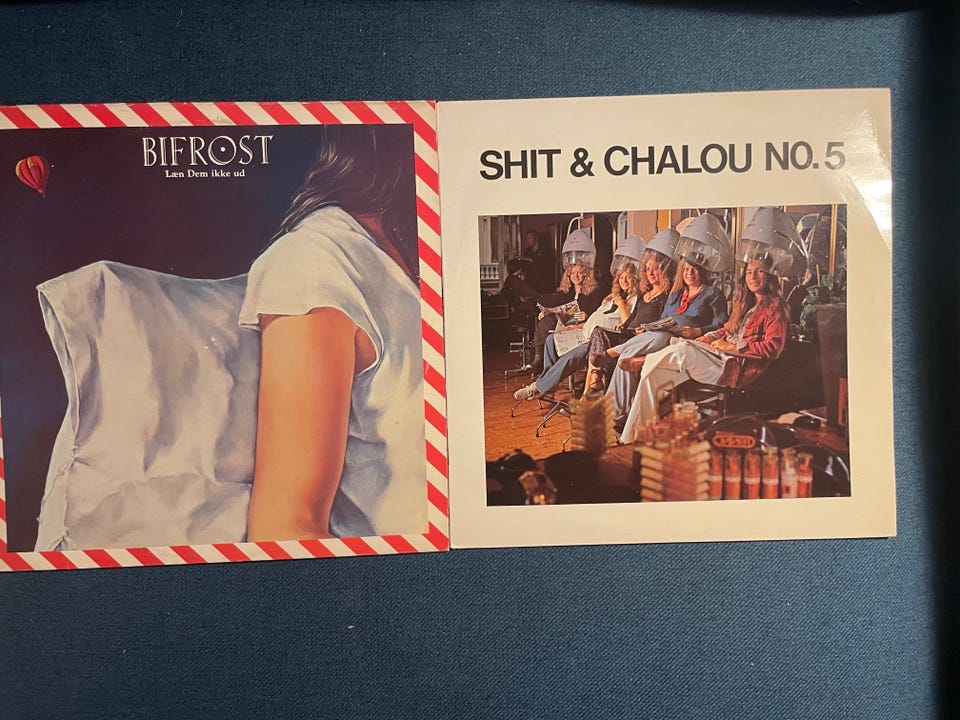 BIFROST
Læn Dem ikke ud
SHIT & CHALOU NO. 5